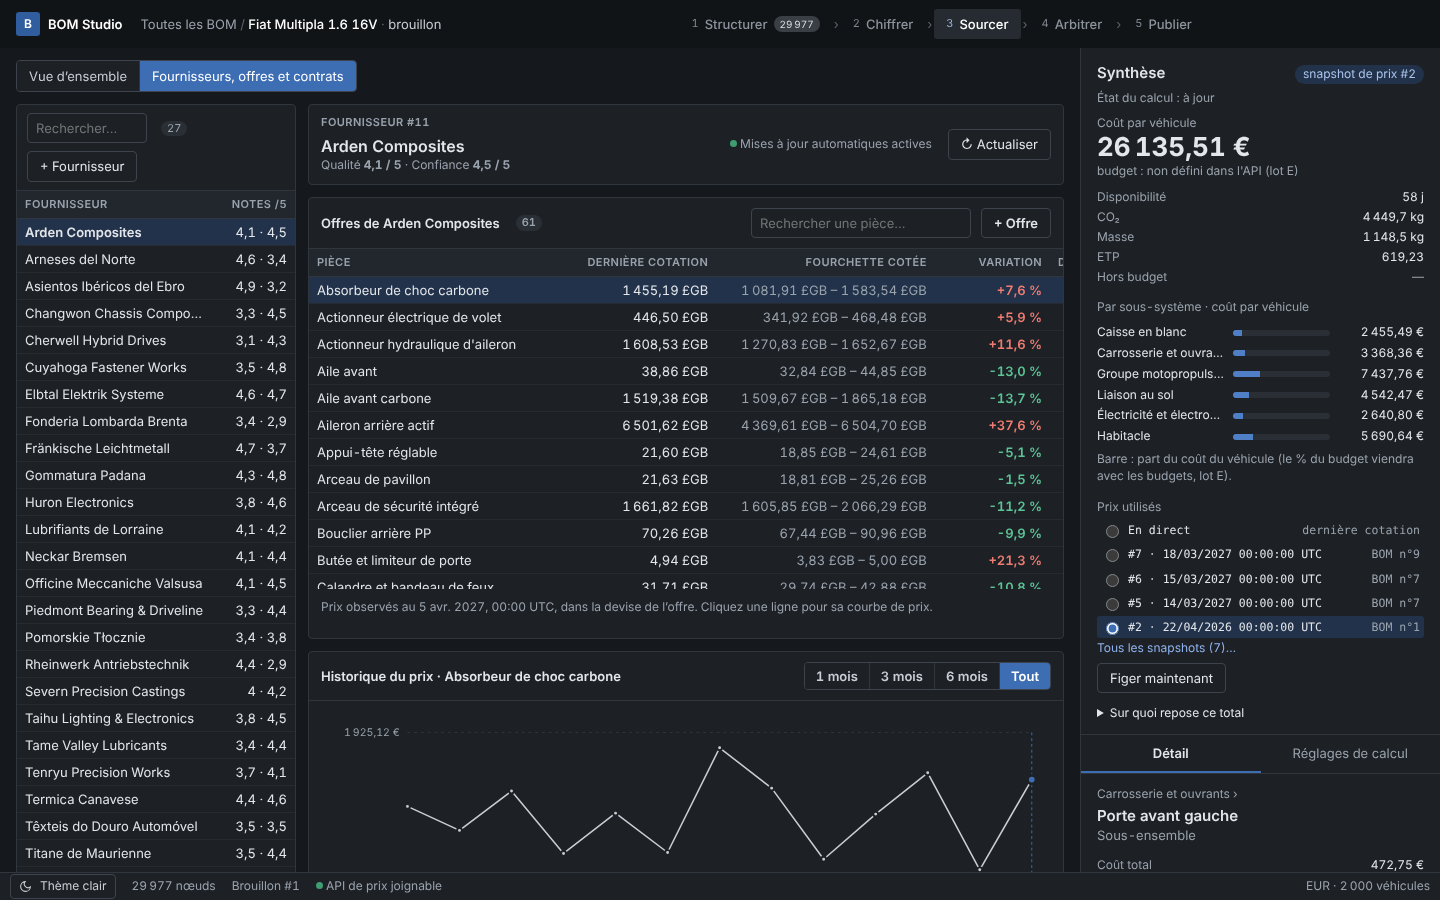 B BOM Studio Toutes les BOM / Fiat Multipla 1.6 16V · brouillon
1 Structurer 29 977 › 2 Chiffrer › 3 Sourcer › 4 Arbitrer › 5 Publier
Vue d'ensemble Fournisseurs, offres et contrats
Rechercher... 27
+ Fournisseur
FOURNISSEUR NOTES /5
Arden Composites 4,1 · 4,5
Arneses del Norte 4,6 · 3,4
Asientos Ibéricos del Ebro 4,9 · 3,2
Changwon Chassis Compo... 3,3 · 4,5
Cherwell Hybrid Drives 3,1 · 4,3
Cuyahoga Fastener Works 3,5 · 4,8
Elbtal Elektrik Systeme 4,6 · 4,7
Fonderia Lombarda Brenta 3,4 · 2,9
Fränkische Leichtmetall 4,7 · 3,7
Gommatura Padana 4,3 · 4,8
Huron Electronics 3,8 · 4,6
Lubrifiants de Lorraine 4,1 · 4,2
Neckar Bremsen 4,1 · 4,4
Officine Meccaniche Valsusa 4,1 · 4,5
Piedmont Bearing & Driveline 3,3 · 4,4
Pomorskie Tłocznie 3,4 · 3,8
Rheinwerk Antriebstechnik 4,4 · 2,9
Severn Precision Castings 4 · 4,2
Taihu Lighting & Electronics 3,8 · 4,5
Tame Valley Lubricants 3,4 · 4,4
Tenryu Precision Works 3,7 · 4,1
Termica Canavese 4,4 · 4,6
Têxteis do Douro Automóvel 3,5 · 3,5
Titane de Maurienne 3,5 · 4,4
FOURNISSEUR #11
Arden Composites
Qualité 4,1 / 5 · Confiance 4,5 / 5
Mises à jour automatiques actives ↻ Actualiser
Offres de Arden Composites 61 Rechercher une pièce... + Offre
PIÈCE DERNIÈRE COTATION FOURCHETTE COTÉE VARIATION D
Absorbeur de choc carbone 1 455,19 £GB 1 081,91 £GB – 1 583,54 £GB +7,6 %
Actionneur électrique de volet 446,50 £GB 341,92 £GB – 468,48 £GB +5,9 %
Actionneur hydraulique d'aileron 1 608,53 £GB 1 270,83 £GB – 1 652,67 £GB +11,6 %
Aile avant 38,86 £GB 32,84 £GB – 44,85 £GB -13,0 %
Aile avant carbone 1 519,38 £GB 1 509,67 £GB – 1 865,18 £GB -13,7 %
Aileron arrière actif 6 501,62 £GB 4 369,61 £GB – 6 504,70 £GB +37,6 %
Appui-tête réglable 21,60 £GB 18,85 £GB – 24,61 £GB -5,1 %
Arceau de pavillon 21,63 £GB 18,81 £GB – 25,26 £GB -1,5 %
Arceau de sécurité intégré 1 661,82 £GB 1 605,85 £GB – 2 066,29 £GB -11,2 %
Bouclier arrière PP 70,26 £GB 67,44 £GB – 90,96 £GB -9,9 %
Butée et limiteur de porte 4,94 £GB 3,83 £GB – 5,00 £GB +21,3 %
Calandre et bandeau de feux 31,71 £GB 29,74 £GB – 42,88 £GB -10,8 %
Prix observés au 5 avr. 2027, 00:00 UTC, dans la devise de l'offre. Cliquez une ligne pour sa courbe de prix.
Historique du prix · Absorbeur de choc carbone 1 mois 3 mois 6 mois Tout
1 925,12 €
Synthèse snapshot de prix #2
État du calcul : à jour
Coût par véhicule
26 135,51 €
budget : non défini dans l'API (lot E)
Disponibilité 58 j
CO₂ 4 449,7 kg
Masse 1 148,5 kg
ETP 619,23
Hors budget —
Par sous-système · coût par véhicule
Caisse en blanc 2 455,49 €
Carrosserie et ouvra... 3 368,36 €
Groupe motopropuls... 7 437,76 €
Liaison au sol 4 542,47 €
Électricité et électro... 2 640,80 €
Habitacle 5 690,64 €
Barre : part du coût du véhicule (le % du budget viendra
avec les budgets, lot E).
Prix utilisés
En direct dernière cotation
#7 · 18/03/2027 00:00:00 UTC BOM n°9
#6 · 15/03/2027 00:00:00 UTC BOM n°7
#5 · 14/03/2027 00:00:00 UTC BOM n°7
#2 · 22/04/2026 00:00:00 UTC BOM n°1
Tous les snapshots (7)...
Figer maintenant
▶ Sur quoi repose ce total
Détail Réglages de calcul
Carrosserie et ouvrants ›
Porte avant gauche
Sous-ensemble
Coût total 472,75 €
Thème clair 29 977 nœuds Brouillon #1 API de prix joignable EUR · 2 000 véhicules